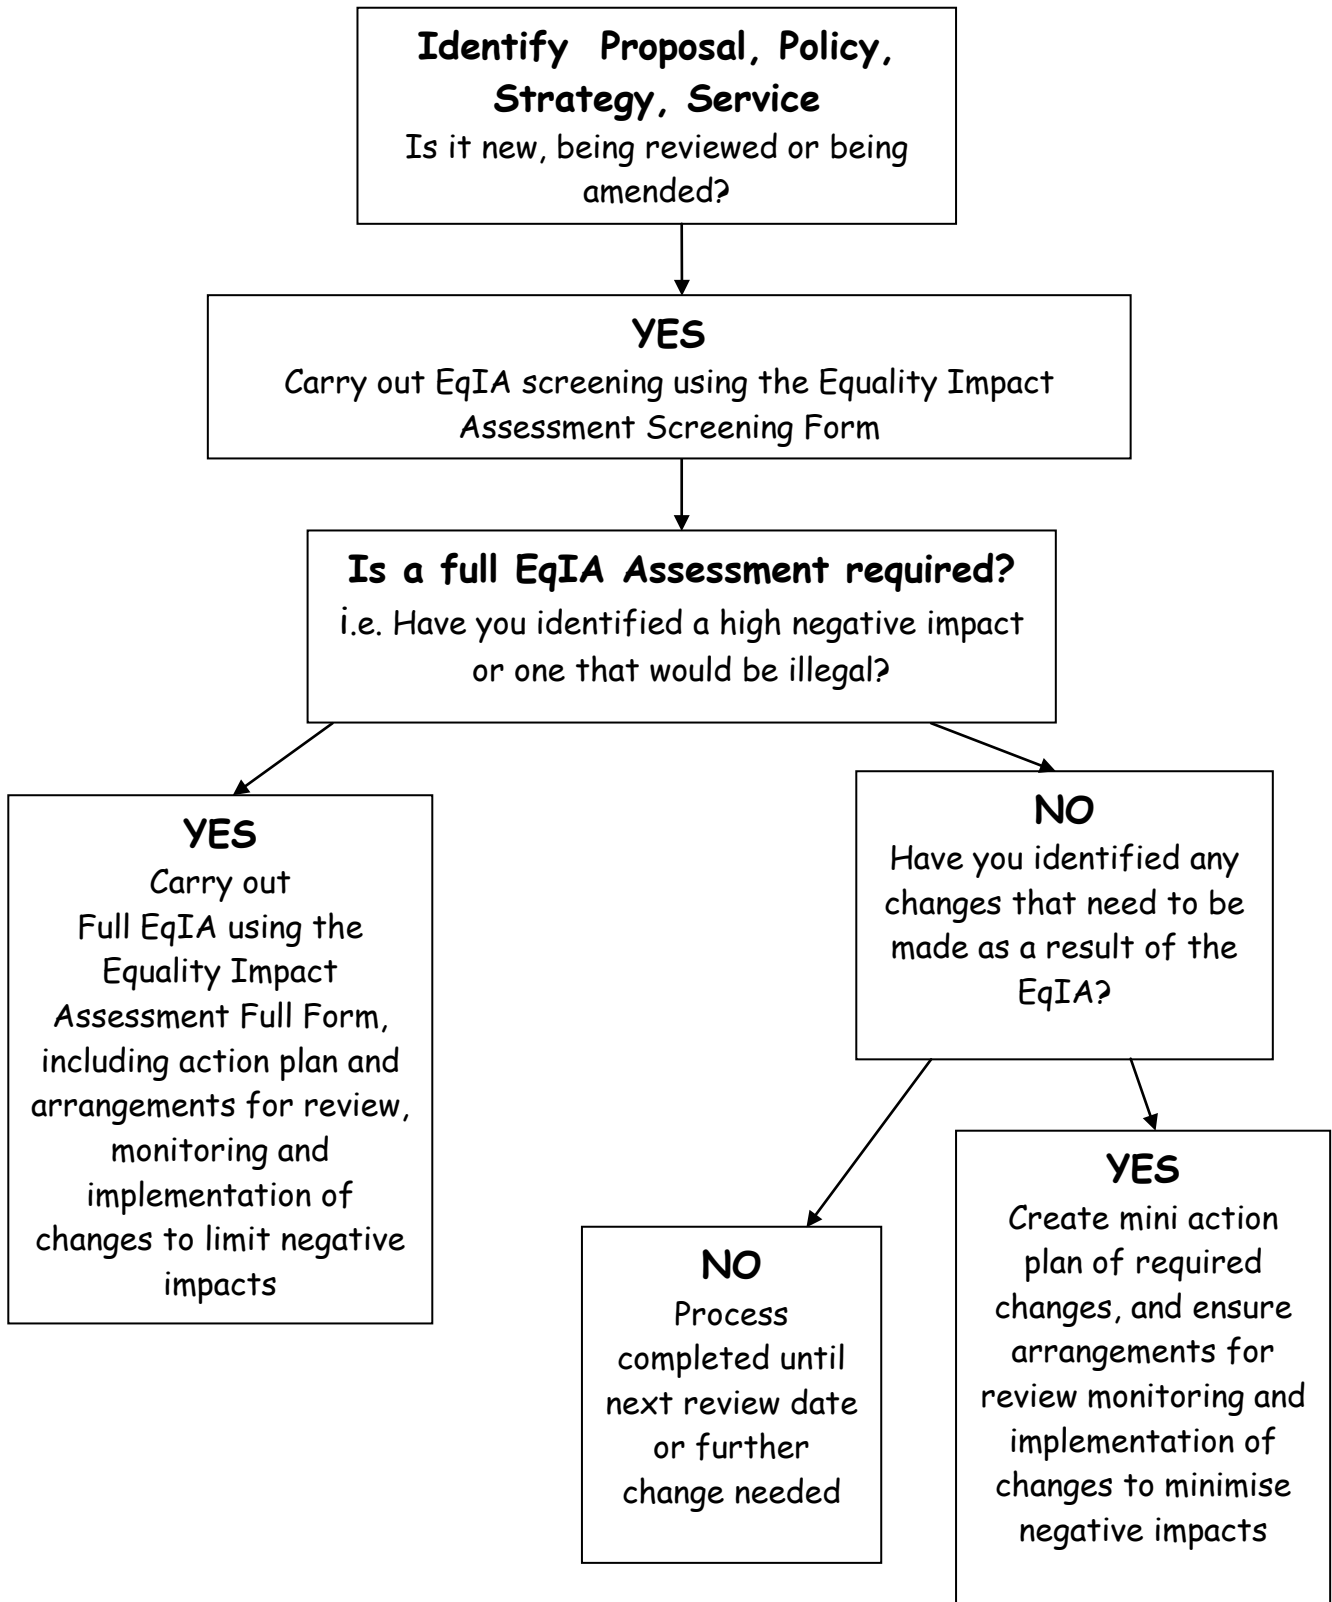 Identify Proposal, Policy,
Strategy, Service
Is it new, being reviewed or being
amended?
YES
Carry out EqIA screening using the Equality Impact
Assessment Screening Form
Is a full EqIA Assessment required?
i.e. Have you identified a high negative impact
or one that would be illegal?
YES
Carry out
Full EqIA using the
Equality Impact
Assessment Full Form,
including action plan and
arrangements for review,
monitoring and
implementation of
changes to limit negative
impacts
NO
Have you identified any
changes that need to be
made as a result of the
EqIA?
NO
Process
completed until
next review date
or further
change needed
YES
Create mini action
plan of required
changes, and ensure
arrangements for
review monitoring and
implementation of
changes to minimise
negative impacts